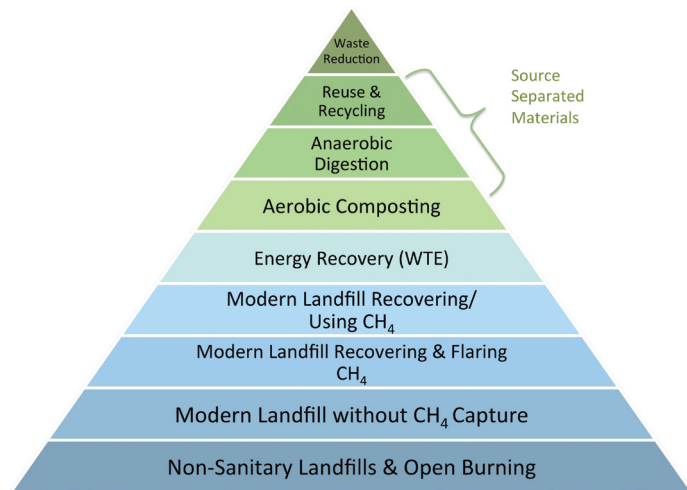 Waste
Reduction
Reuse &
Recycling
Anaerobic
Digestion
Aerobic Composting
Energy Recovery (WTE)
Modern Landfill Recovering/
Using CH₄
Modern Landfill Recovering & Flaring
CH₄
Modern Landfill without CH₄ Capture
Non-Sanitary Landfills & Open Burning
Source
Separated
Materials